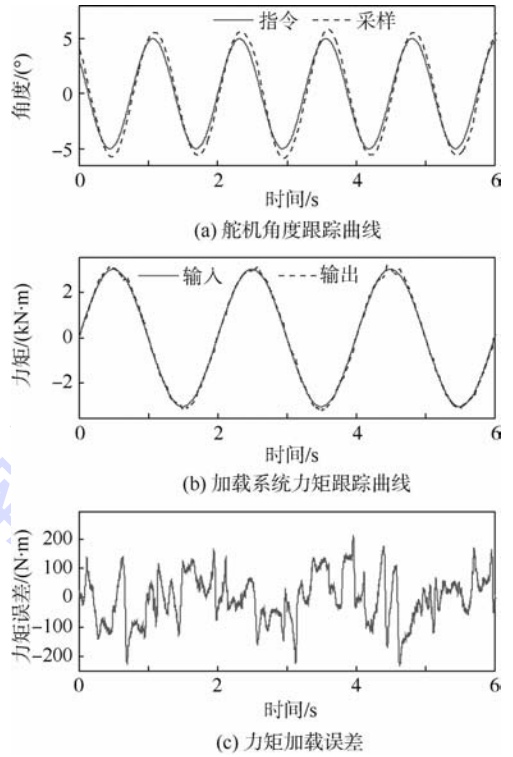 指令 采样
角度/(°)
5
0
−5
0 2 4 6
时间/s
(a) 舵机角度跟踪曲线
输入 输出
力矩/(kN·m)
2
0
−2
0 2 4 6
时间/s
(b) 加载系统力矩跟踪曲线
力矩误差/(N·m)
200
100
0
−100
−200
0 2 4 6
时间/s
(c) 力矩加载误差